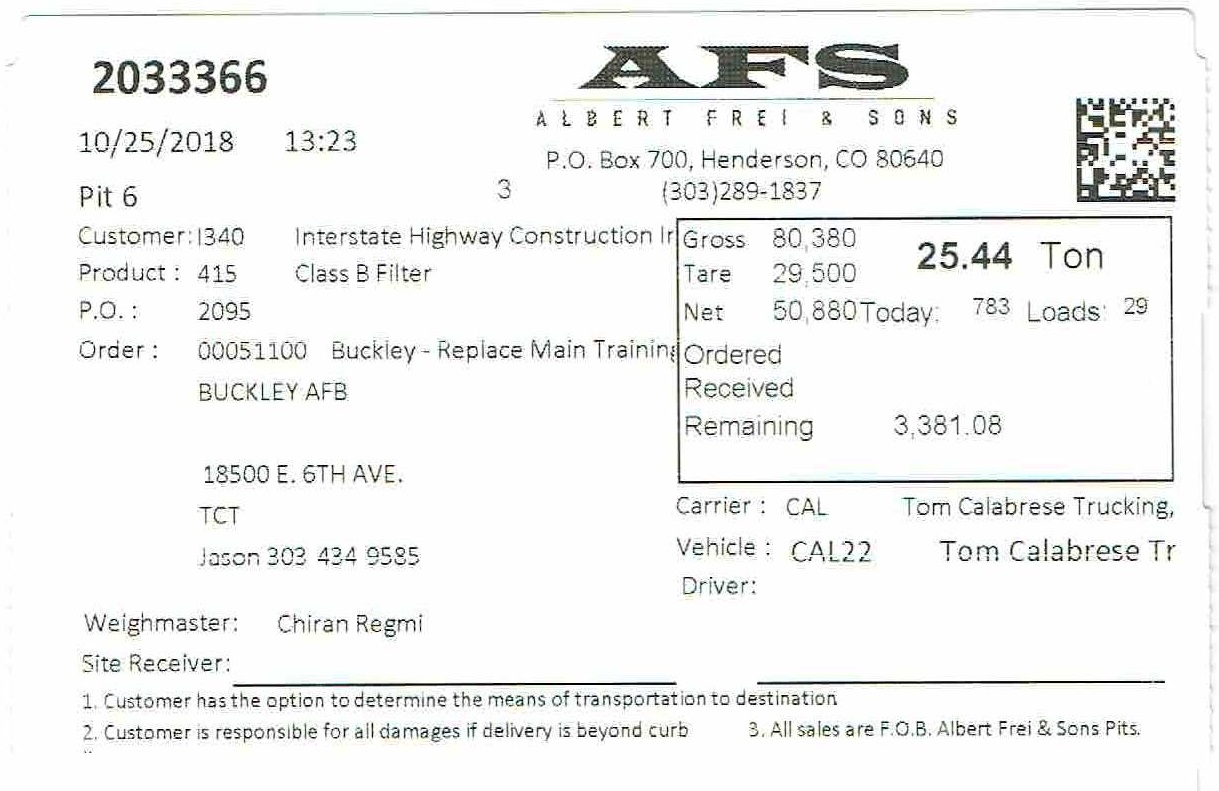 2033366
AFS
ALBERT FREI & SONS
10/25/2018 13:23
P.O. Box 700, Henderson, CO 80640
Pit 6 3 (303)289-1837
Customer: I340 Interstate Highway Construction Ir
Product : 415 Class B Filter
P.O. : 2095
Order : 00051100 Buckley - Replace Main Training
BUCKLEY AFB
18500 E. 6TH AVE.
TCT
Jason 303 434 9585
Gross 80,380 25.44 Ton
Tare 29,500
Net 50,880 Today: 783 Loads: 29
Ordered
Received
Remaining 3,381.08
Carrier : CAL Tom Calabrese Trucking,
Vehicle : CAL22 Tom Calabrese Tr
Driver:
Weighmaster: Chiran Regmi
Site Receiver:
1. Customer has the option to determine the means of transportation to destination
2. Customer is responsible for all damages if delivery is beyond curb 3. All sales are F.O.B. Albert Frei & Sons Pits.